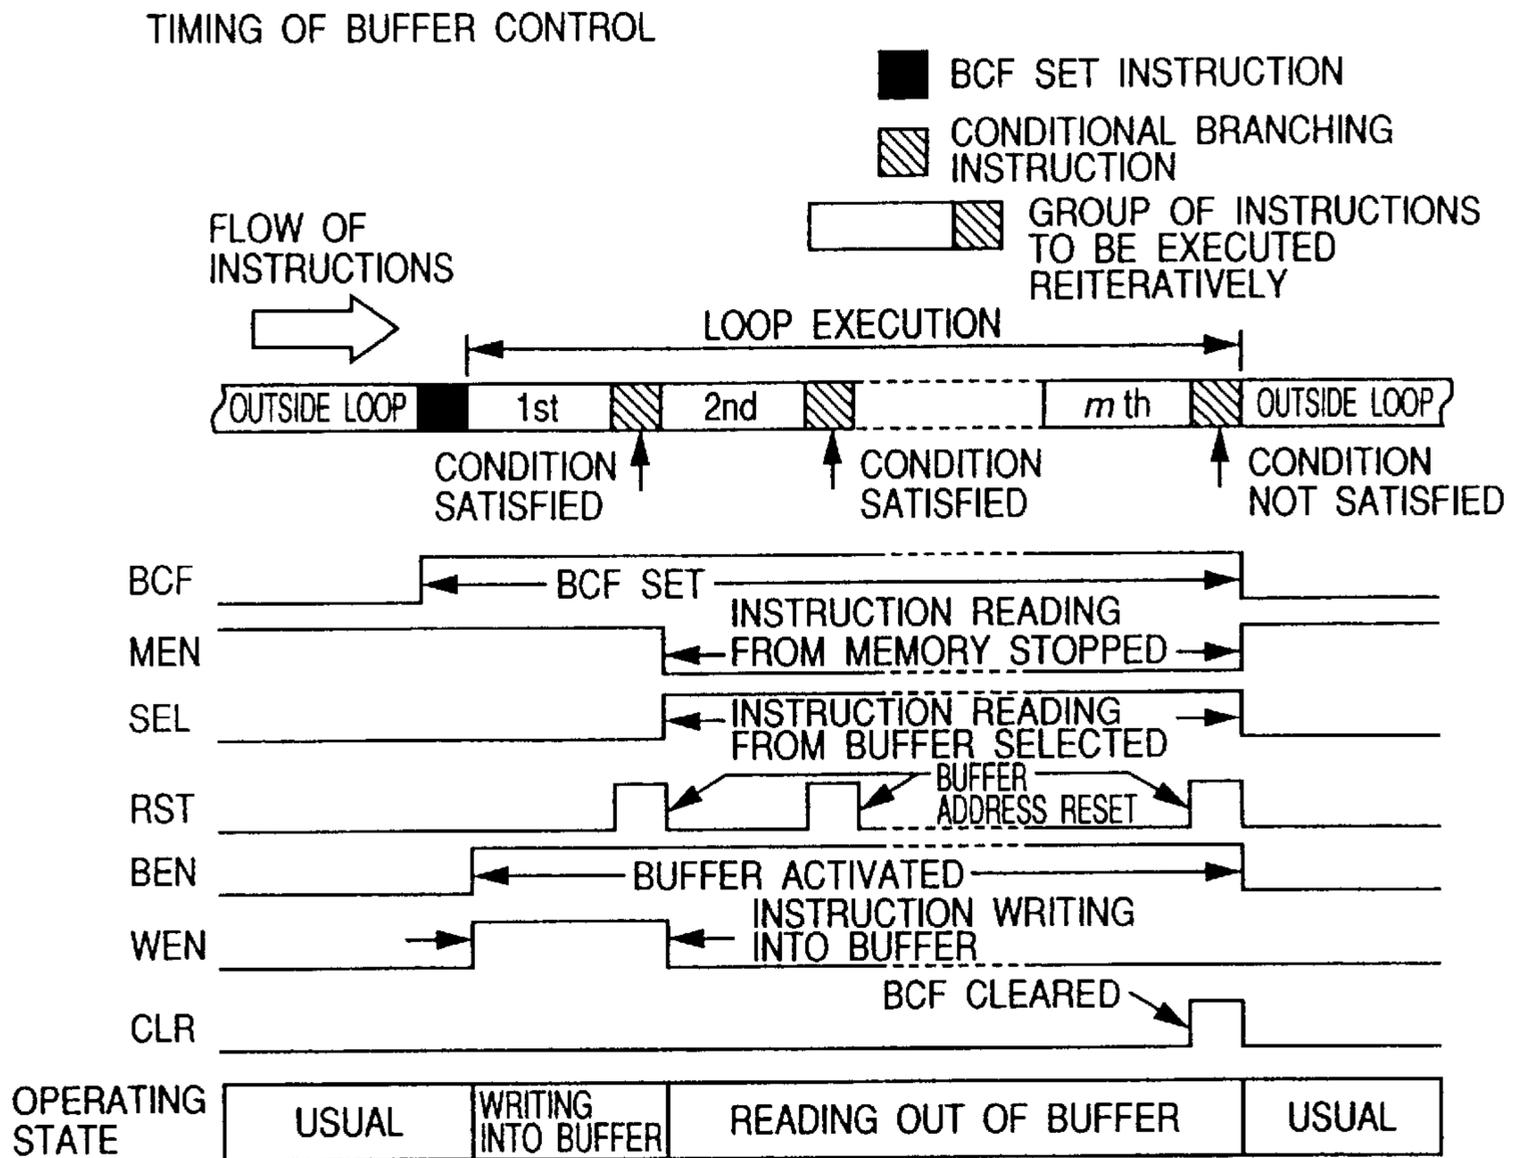 TIMING OF BUFFER CONTROL
BCF SET INSTRUCTION
CONDITIONAL BRANCHING
INSTRUCTION
GROUP OF INSTRUCTIONS
TO BE EXECUTED
REITERATIVELY
FLOW OF
INSTRUCTIONS
LOOP EXECUTION
OUTSIDE LOOP 1st 2nd m th OUTSIDE LOOP
CONDITION
SATISFIED
CONDITION
SATISFIED
CONDITION
NOT SATISFIED
BCF
BCF SET
MEN
INSTRUCTION READING
FROM MEMORY STOPPED
SEL
INSTRUCTION READING
FROM BUFFER SELECTED
RST
BUFFER
ADDRESS RESET
BEN
BUFFER ACTIVATED
WEN
INSTRUCTION WRITING
INTO BUFFER
CLR
BCF CLEARED
OPERATING
STATE
USUAL
WRITING
INTO BUFFER
READING OUT OF BUFFER
USUAL